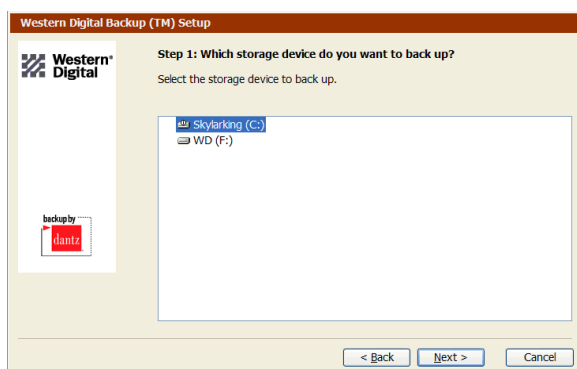 Western Digital Backup (TM) Setup
Western®
Digital
Step 1: Which storage device do you want to back up?
Select the storage device to back up.
Skylarking (C:)
WD (F:)
backup by
dantz
< Back
Next >
Cancel